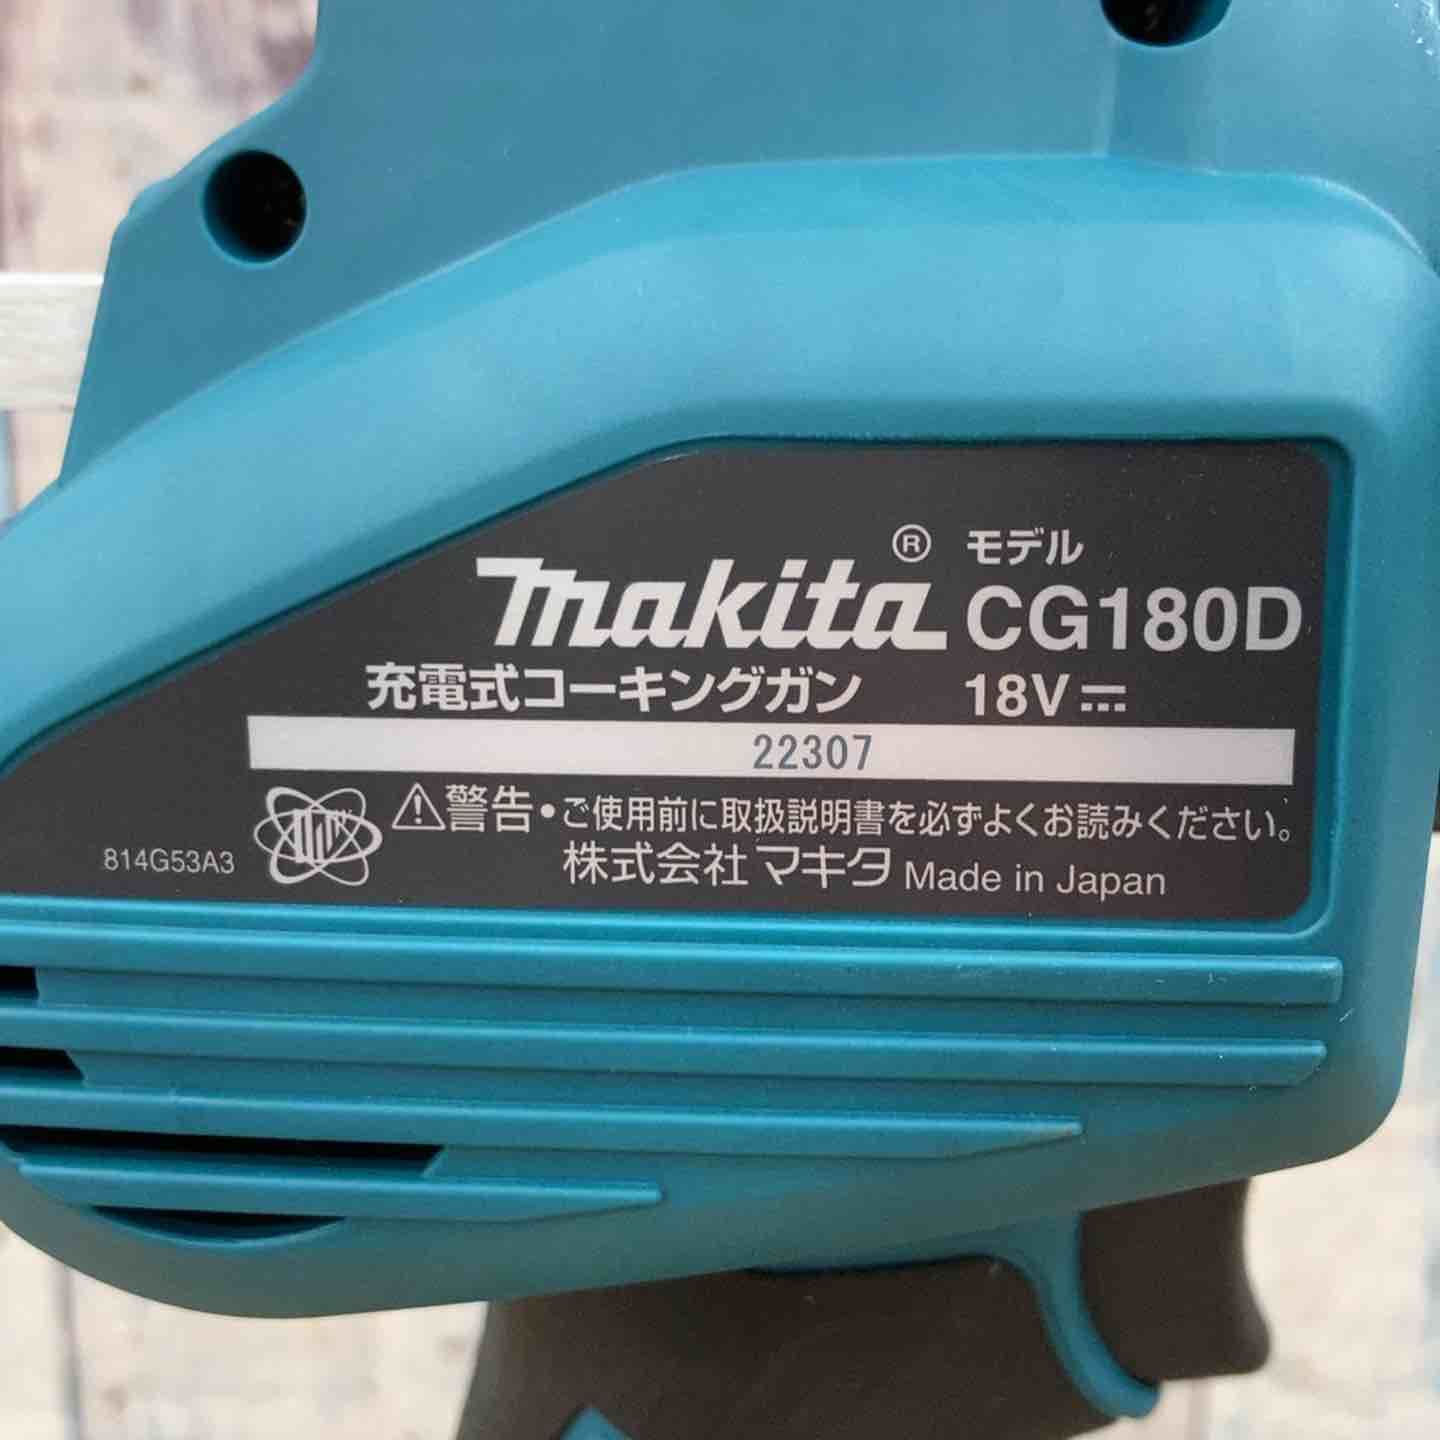 makita® モデル
CG180D
充電式コーキングガン 18V⎓
22307
⚠警告・ご使用前に取扱説明書を必ずよくお読みください。
814G53A3
株式会社マキタ Made in Japan